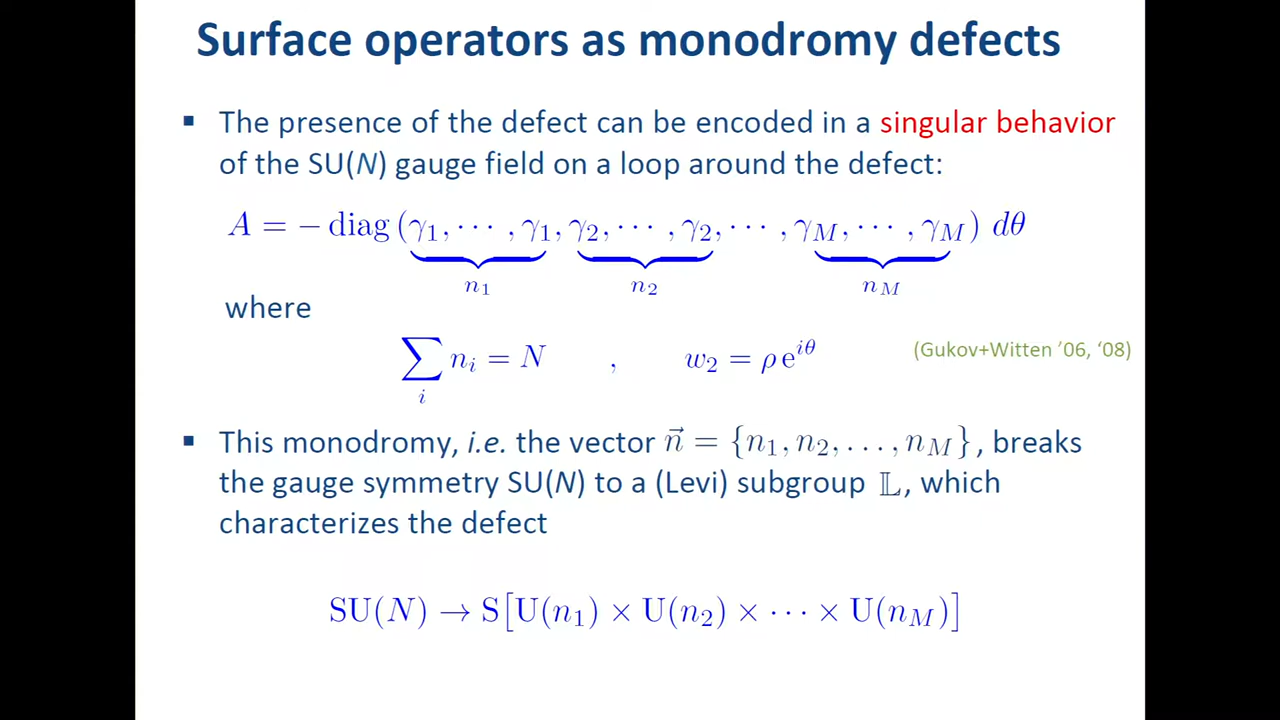 Surface operators as monodromy defects
▪ The presence of the defect can be encoded in a singular behavior
of the SU(N) gauge field on a loop around the defect:
A = − diag (γ₁, ⋯ , γ₁, γ₂, ⋯ , γ₂, ⋯ , γ_M, ⋯ , γ_M) dθ
n₁ n₂ n_M
where
∑_i n_i = N , w₂ = ρ e^{iθ} (Gukov+Witten ’06, ‘08)
▪ This monodromy, i.e. the vector n⃗ = {n₁, n₂, . . . , n_M}, breaks
the gauge symmetry SU(N) to a (Levi) subgroup 𝕃, which
characterizes the defect
SU(N) → S[U(n₁) × U(n₂) × ⋯ × U(n_M)]